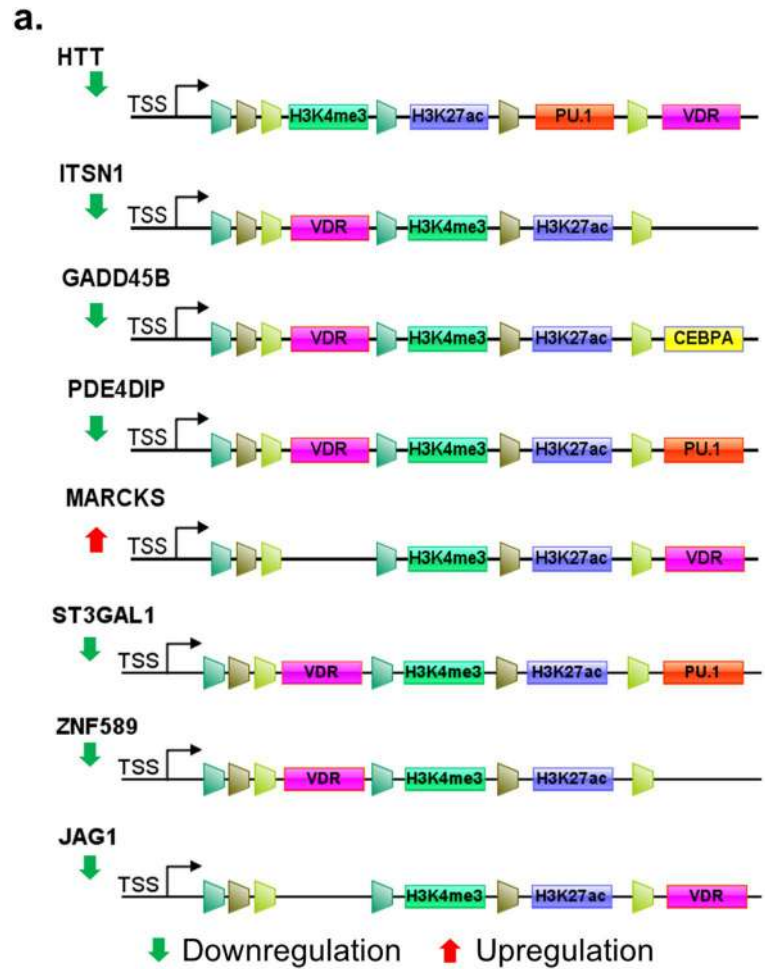 a.
HTT
TSS H3K4me3 H3K27ac PU.1 VDR
ITSN1
TSS VDR H3K4me3 H3K27ac
GADD45B
TSS VDR H3K4me3 H3K27ac CEBPA
PDE4DIP
TSS VDR H3K4me3 H3K27ac PU.1
MARCKS
TSS H3K4me3 H3K27ac VDR
ST3GAL1
TSS VDR H3K4me3 H3K27ac PU.1
ZNF589
TSS VDR H3K4me3 H3K27ac
JAG1
TSS H3K4me3 H3K27ac VDR
Downregulation Upregulation